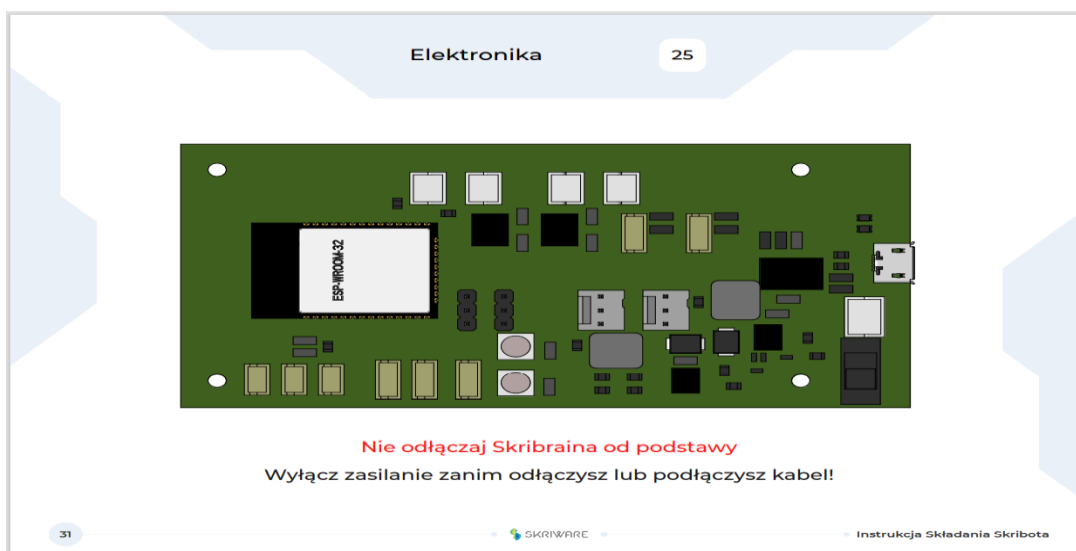 Elektronika 25
ESP-WROOM-32
Nie odłączaj Skribraina od podstawy
Wyłącz zasilanie zanim odłączysz lub podłączysz kabel!
31 SKRIWARE Instrukcja Składania Skribota